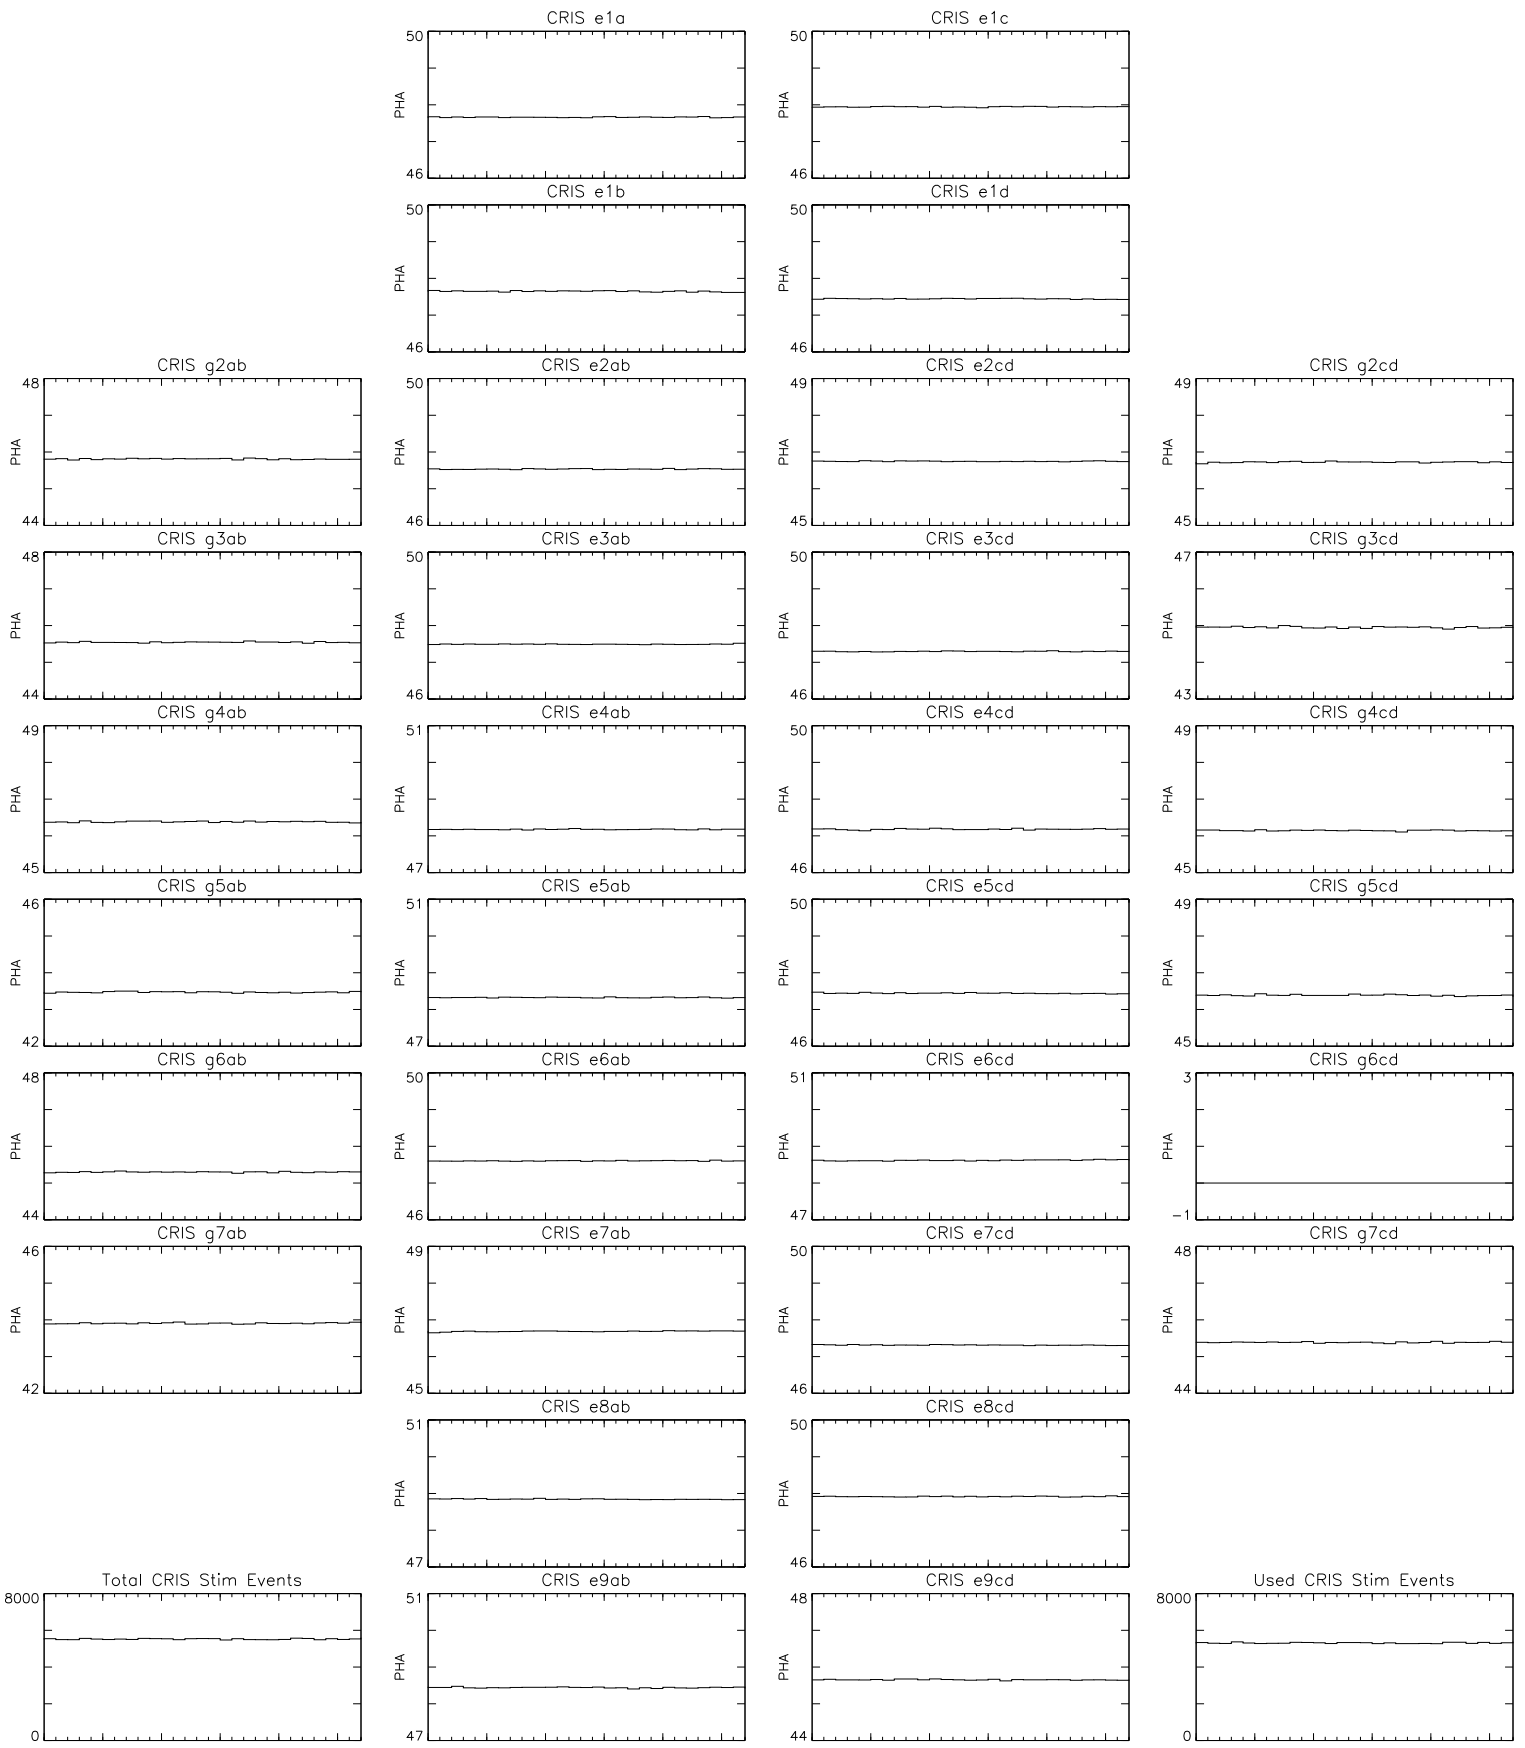 CRIS e1a
50
PHA
46
CRIS e1c
50
PHA
46
CRIS e1b
50
PHA
46
CRIS e1d
50
PHA
46
CRIS g2ab
48
PHA
44
CRIS e2ab
50
PHA
46
CRIS e2cd
49
PHA
45
CRIS g2cd
49
PHA
45
CRIS g3ab
48
PHA
44
CRIS e3ab
50
PHA
46
CRIS e3cd
50
PHA
46
CRIS g3cd
47
PHA
43
CRIS g4ab
49
PHA
45
CRIS e4ab
51
PHA
47
CRIS e4cd
50
PHA
46
CRIS g4cd
49
PHA
45
CRIS g5ab
46
PHA
42
CRIS e5ab
51
PHA
47
CRIS e5cd
50
PHA
46
CRIS g5cd
49
PHA
45
CRIS g6ab
48
PHA
44
CRIS e6ab
50
PHA
46
CRIS e6cd
51
PHA
47
CRIS g6cd
3
PHA
−1
CRIS g7ab
46
PHA
42
CRIS e7ab
49
PHA
45
CRIS e7cd
50
PHA
46
CRIS g7cd
48
PHA
44
CRIS e8ab
51
PHA
47
CRIS e8cd
50
PHA
46
Total CRIS Stim Events
8000
0
CRIS e9ab
51
PHA
47
CRIS e9cd
48
PHA
44
Used CRIS Stim Events
8000
0